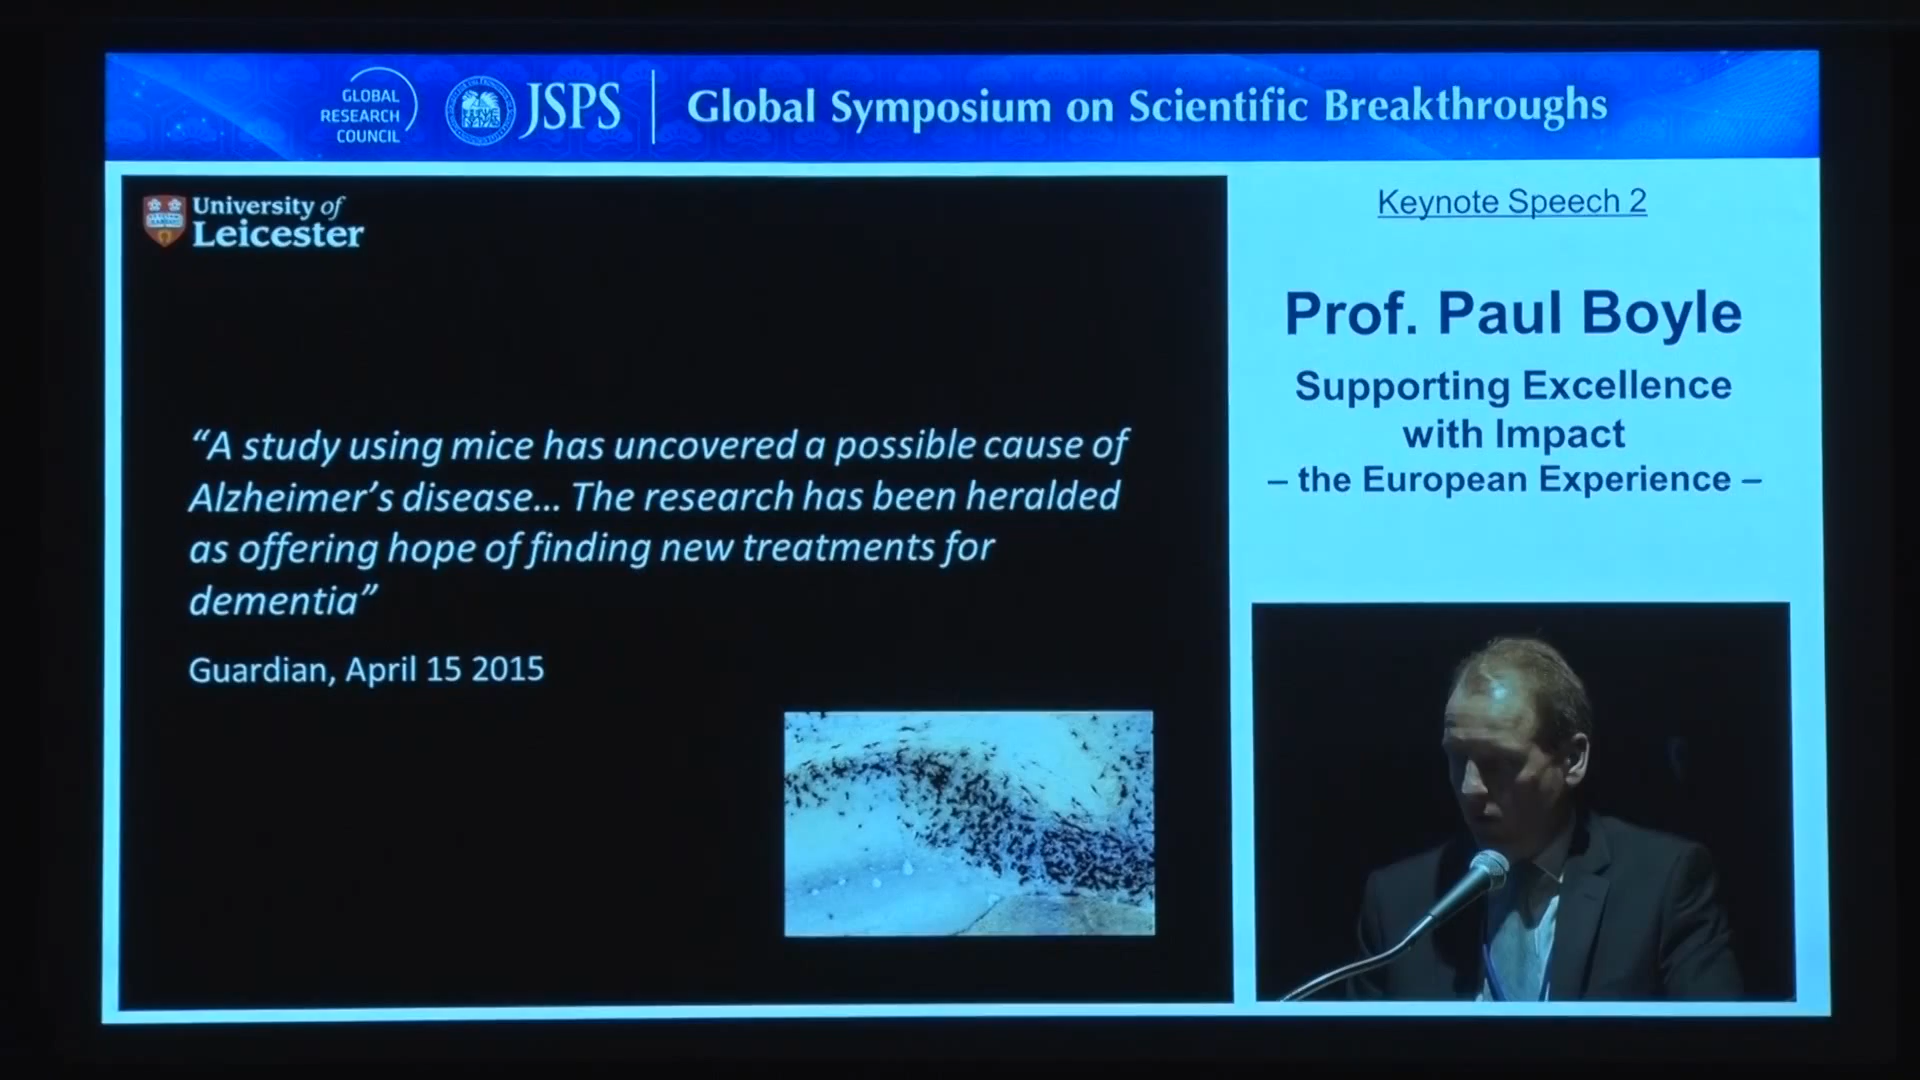 GLOBAL
RESEARCH
COUNCIL
JSPS
Global Symposium on Scientific Breakthroughs
University of
Leicester
“A study using mice has uncovered a possible cause of
Alzheimer’s disease... The research has been heralded
as offering hope of finding new treatments for
dementia”
Guardian, April 15 2015
Keynote Speech 2
Prof. Paul Boyle
Supporting Excellence
with Impact
– the European Experience –